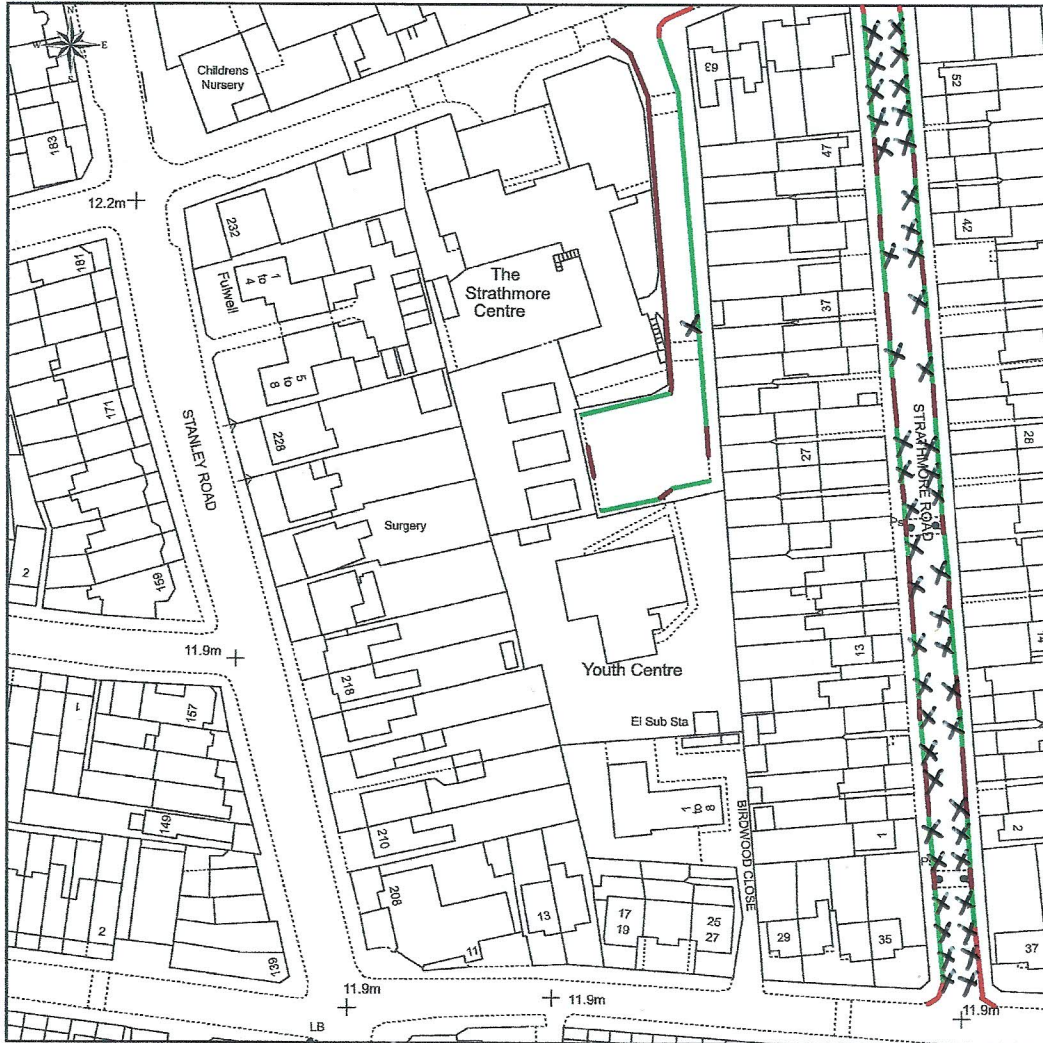 N
W
E
S
Childrens
Nursery
183
63
52
47
12.2m
232
42
181
1
to
4
Fulwell
The
Strathmore
Centre
37
5
to
8
171
STANLEY ROAD
228
STRATHMORE ROAD
28
27
Surgery
Ps
2
159
11.9m
13
Youth Centre
218
157
1
El Sub Sta
1
to
8
149
BIRDWOOD CLOSE
1
2
210
208
13
17
19
25
27
29
35
37
2
11
139
11.9m
11.9m
11.9m
LB